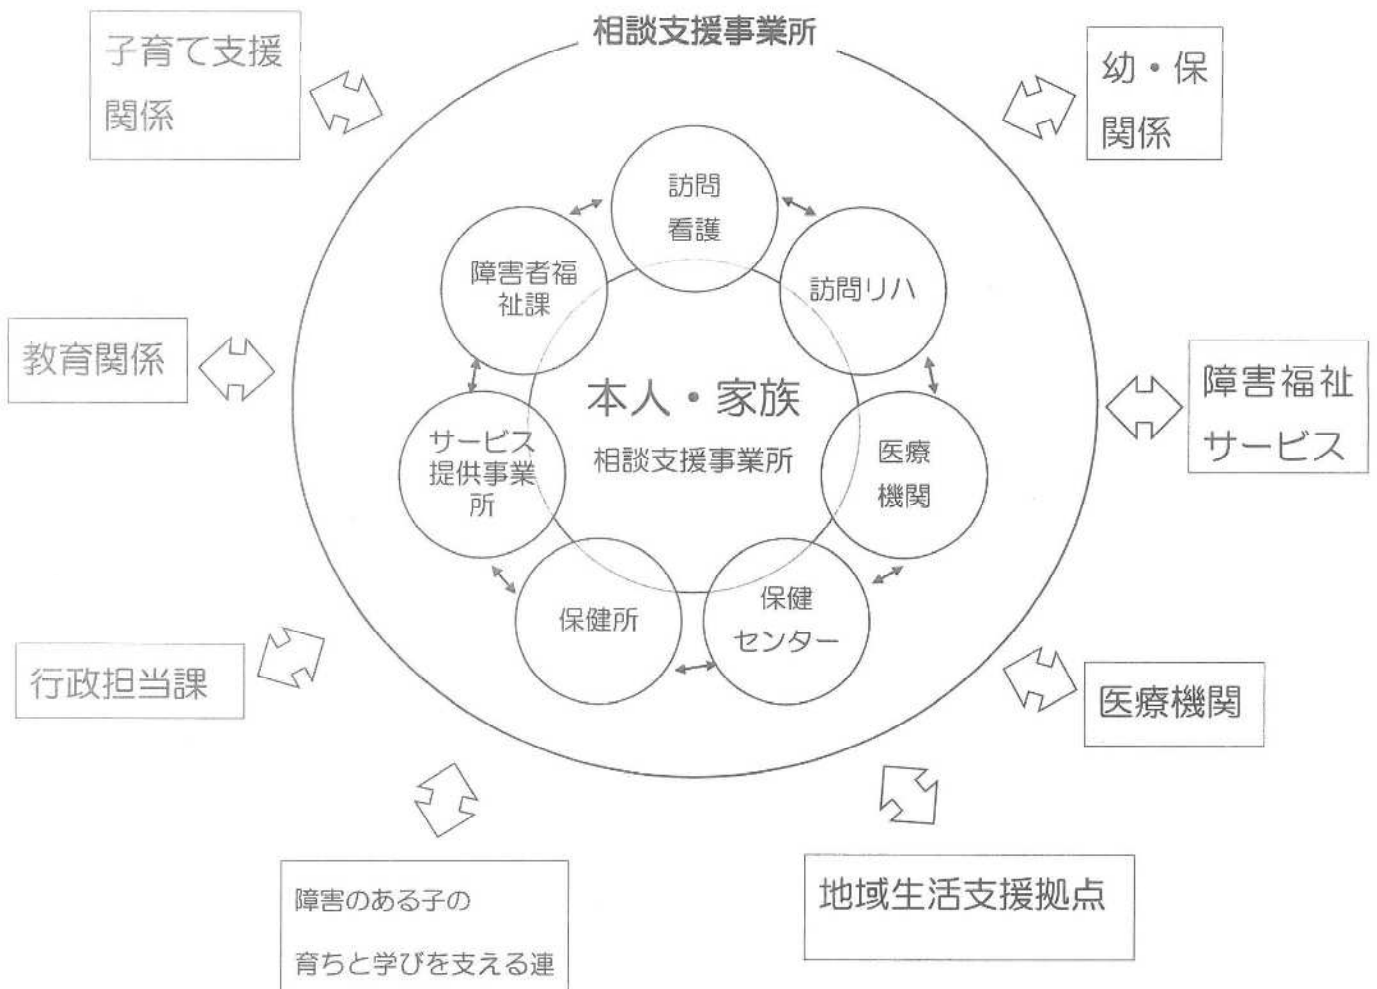 相談支援事業所
子育て支援
関係
幼・保
関係
訪問
看護
障害者福
祉課
訪問リハ
教育関係
本人・家族
相談支援事業所
障害福祉
サービス
サービス
提供事業
所
医療
機関
保健所
保健
センター
行政担当課
医療機関
障害のある子の
育ちと学びを支える連
地域生活支援拠点